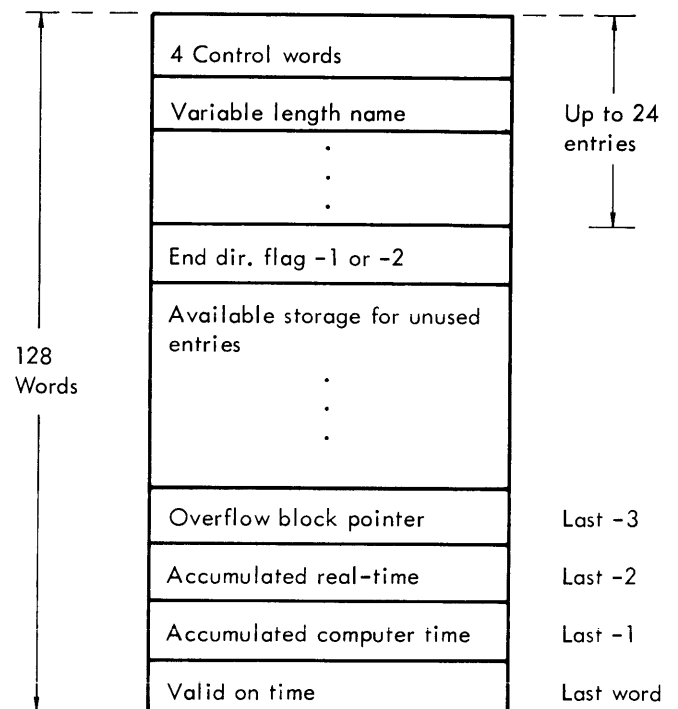 4 Control words
Variable length name
Up to 24
entries
End dir. flag -1 or -2
Available storage for unused
entries
128
Words
Overflow block pointer
Last -3
Accumulated real-time
Last -2
Accumulated computer time
Last -1
Valid on time
Last word